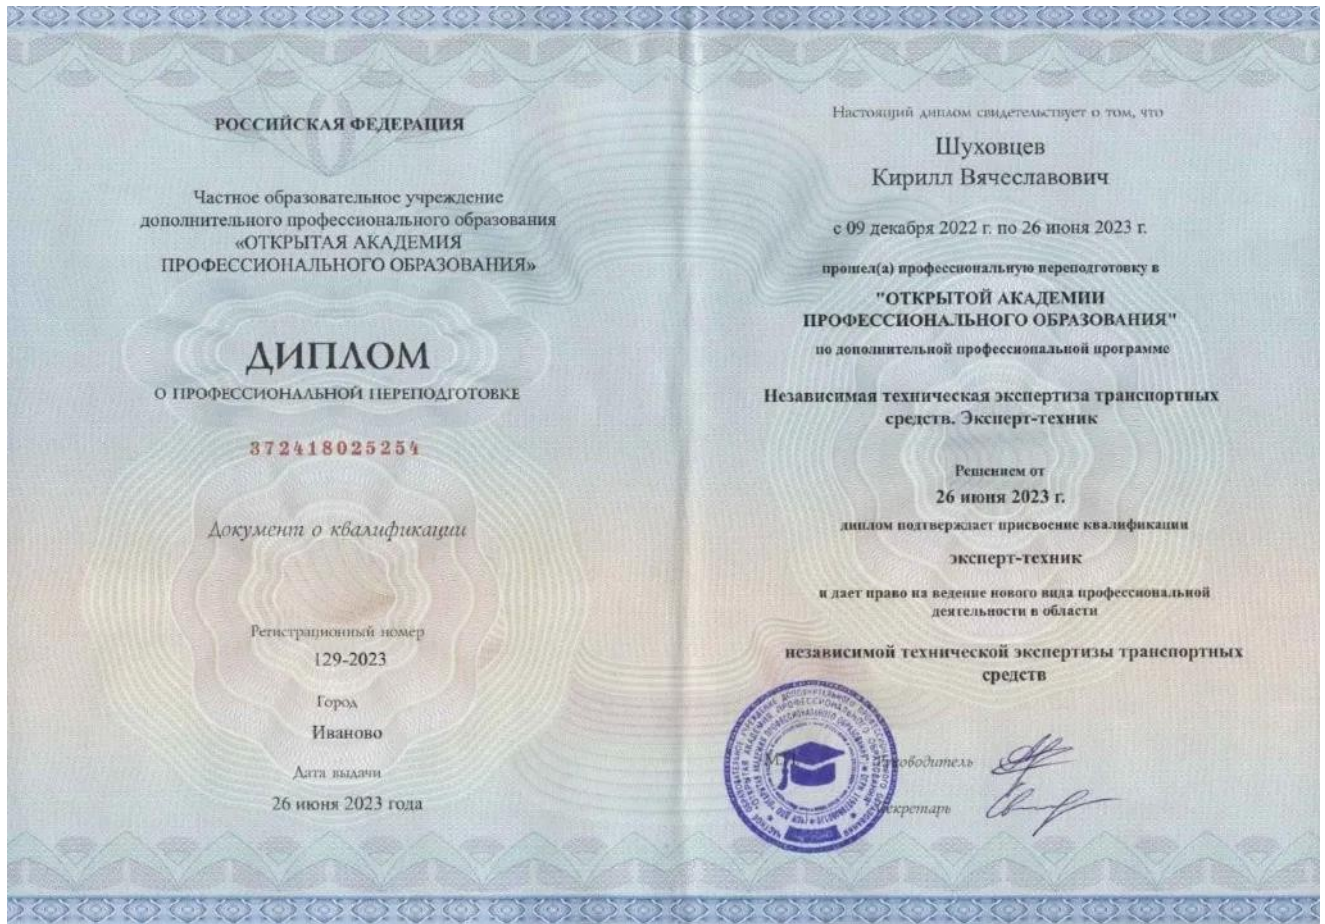 РОССИЙСКАЯ ФЕДЕРАЦИЯ
Частное образовательное учреждение
дополнительного профессионального образования
«ОТКРЫТАЯ АКАДЕМИЯ
ПРОФЕССИОНАЛЬНОГО ОБРАЗОВАНИЯ»
ДИПЛОМ
О ПРОФЕССИОНАЛЬНОЙ ПЕРЕПОДГОТОВКЕ
372418025254
Документ о квалификации
Регистрационный номер
129-2023
Город
Иваново
Дата выдачи
26 июня 2023 года
Настоящий диплом свидетельствует о том, что
Шуховцев
Кирилл Вячеславович
с 09 декабря 2022 г. по 26 июня 2023 г.
прошел(а) профессиональную переподготовку в
"ОТКРЫТОЙ АКАДЕМИИ
ПРОФЕССИОНАЛЬНОГО ОБРАЗОВАНИЯ"
по дополнительной профессиональной программе
Независимая техническая экспертиза транспортных
средств. Эксперт-техник
Решением от
26 июня 2023 г.
диплом подтверждает присвоение квалификации
эксперт-техник
и дает право на ведение нового вида профессиональной
деятельности в области
независимой технической экспертизы транспортных
средств
М.П.
Руководитель
Секретарь